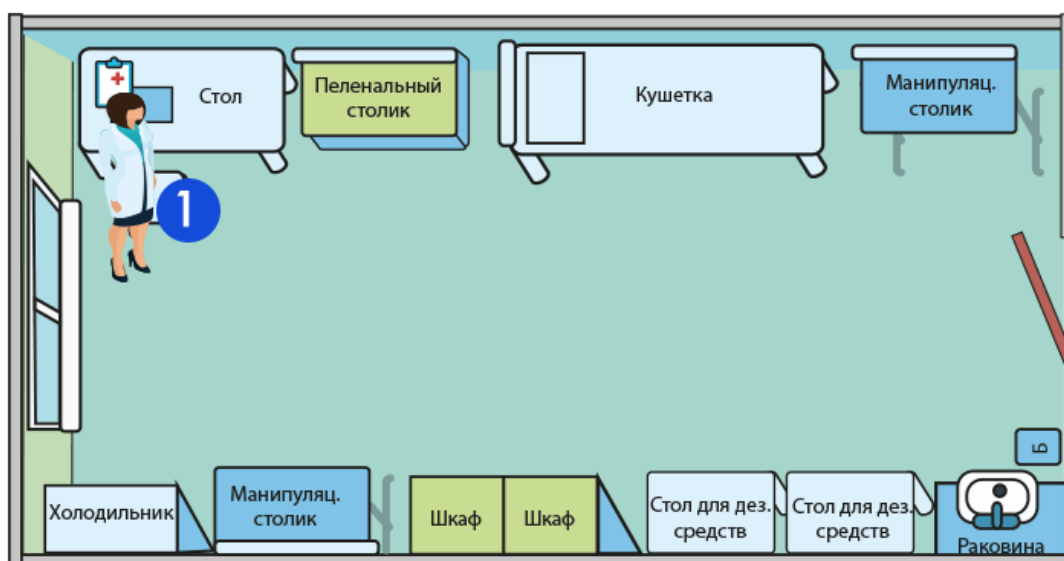 Стол
Пеленальный
столик
Кушетка
Манипуляц.
столик
1
Б
Холодильник
Манипуляц.
столик
Шкаф
Шкаф
Стол для дез.
средств
Стол для дез.
средств
Раковина